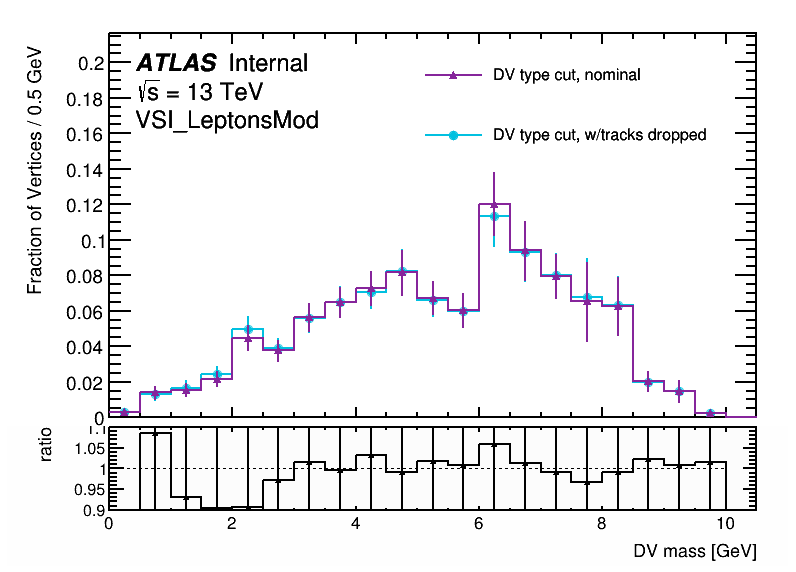 ATLAS Internal
√s = 13 TeV
VSI_LeptonsMod
DV type cut, nominal
DV type cut, w/tracks dropped
Fraction of Vertices / 0.5 GeV
0.2
0.18
0.16
0.14
0.12
0.1
0.08
0.06
0.04
0.02
0
ratio
1.1
1.05
1
0.95
0.9
0 2 4 6 8 10
DV mass [GeV]